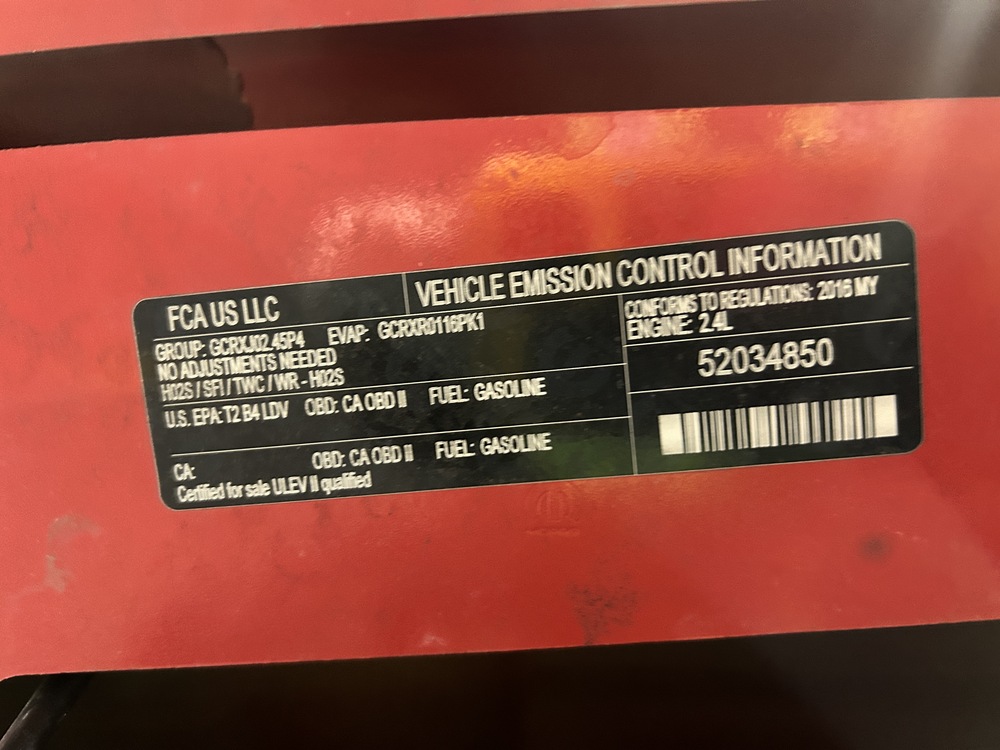 FCA US LLC
VEHICLE EMISSION CONTROL INFORMATION
GROUP: GCRXJ02.45P4 EVAP: GCRXR0116PK1
NO ADJUSTMENTS NEEDED
H02S / SFI / TWC / WR - H02S
U.S. EPA: T2 B4 LDV OBD: CA OBD II FUEL: GASOLINE
CA: OBD: CA OBD II FUEL: GASOLINE
Certified for sale ULEV II qualified
CONFORMS TO REGULATIONS: 2016 MY
ENGINE: 2.4L
52034850